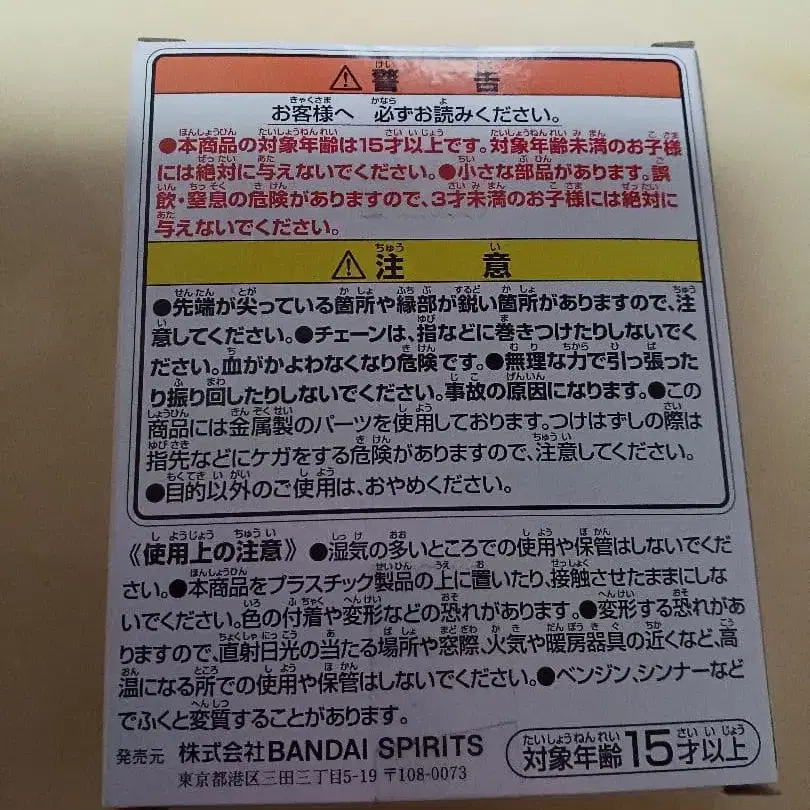 ⚠警告
お客様へ 必ずお読みください。
●本商品の対象年齢は15才以上です。対象年齢未満のお子様
には絶対に与えないでください。●小さな部品があります。誤
飲・窒息の危険がありますので、3才未満のお子様には絶対に
与えないでください。
⚠注意
●先端が尖っている箇所や縁部が鋭い箇所がありますので、注
意してください。●チェーンは、指などに巻きつけたりしないでく
ださい。血がかよわなくなり危険です。●無理な力で引っ張った
り振り回したりしないでください。事故の原因になります。●この
商品には金属製のパーツを使用しております。つけはずしの際は
指先などにケガをする危険がありますので、注意してください。
●目的以外のご使用は、おやめください。
《使用上の注意》●湿気の多いところでの使用や保管はしないでくだ
さい。●本商品をプラスチック製品の上に置いたり、接触させたままにしな
いでください。色の付着や変形などの恐れがあります。●変形する恐れがあ
りますので、直射日光の当たる場所や窓際、火気や暖房器具の近くなど、高
温になる所での使用や保管はしないでください。●ベンジン、シンナーなど
でふくと変質することがあります。
発売元 株式会社BANDAI SPIRITS
東京都港区三田三丁目5-19 〒108-0073
対象年齢15才以上